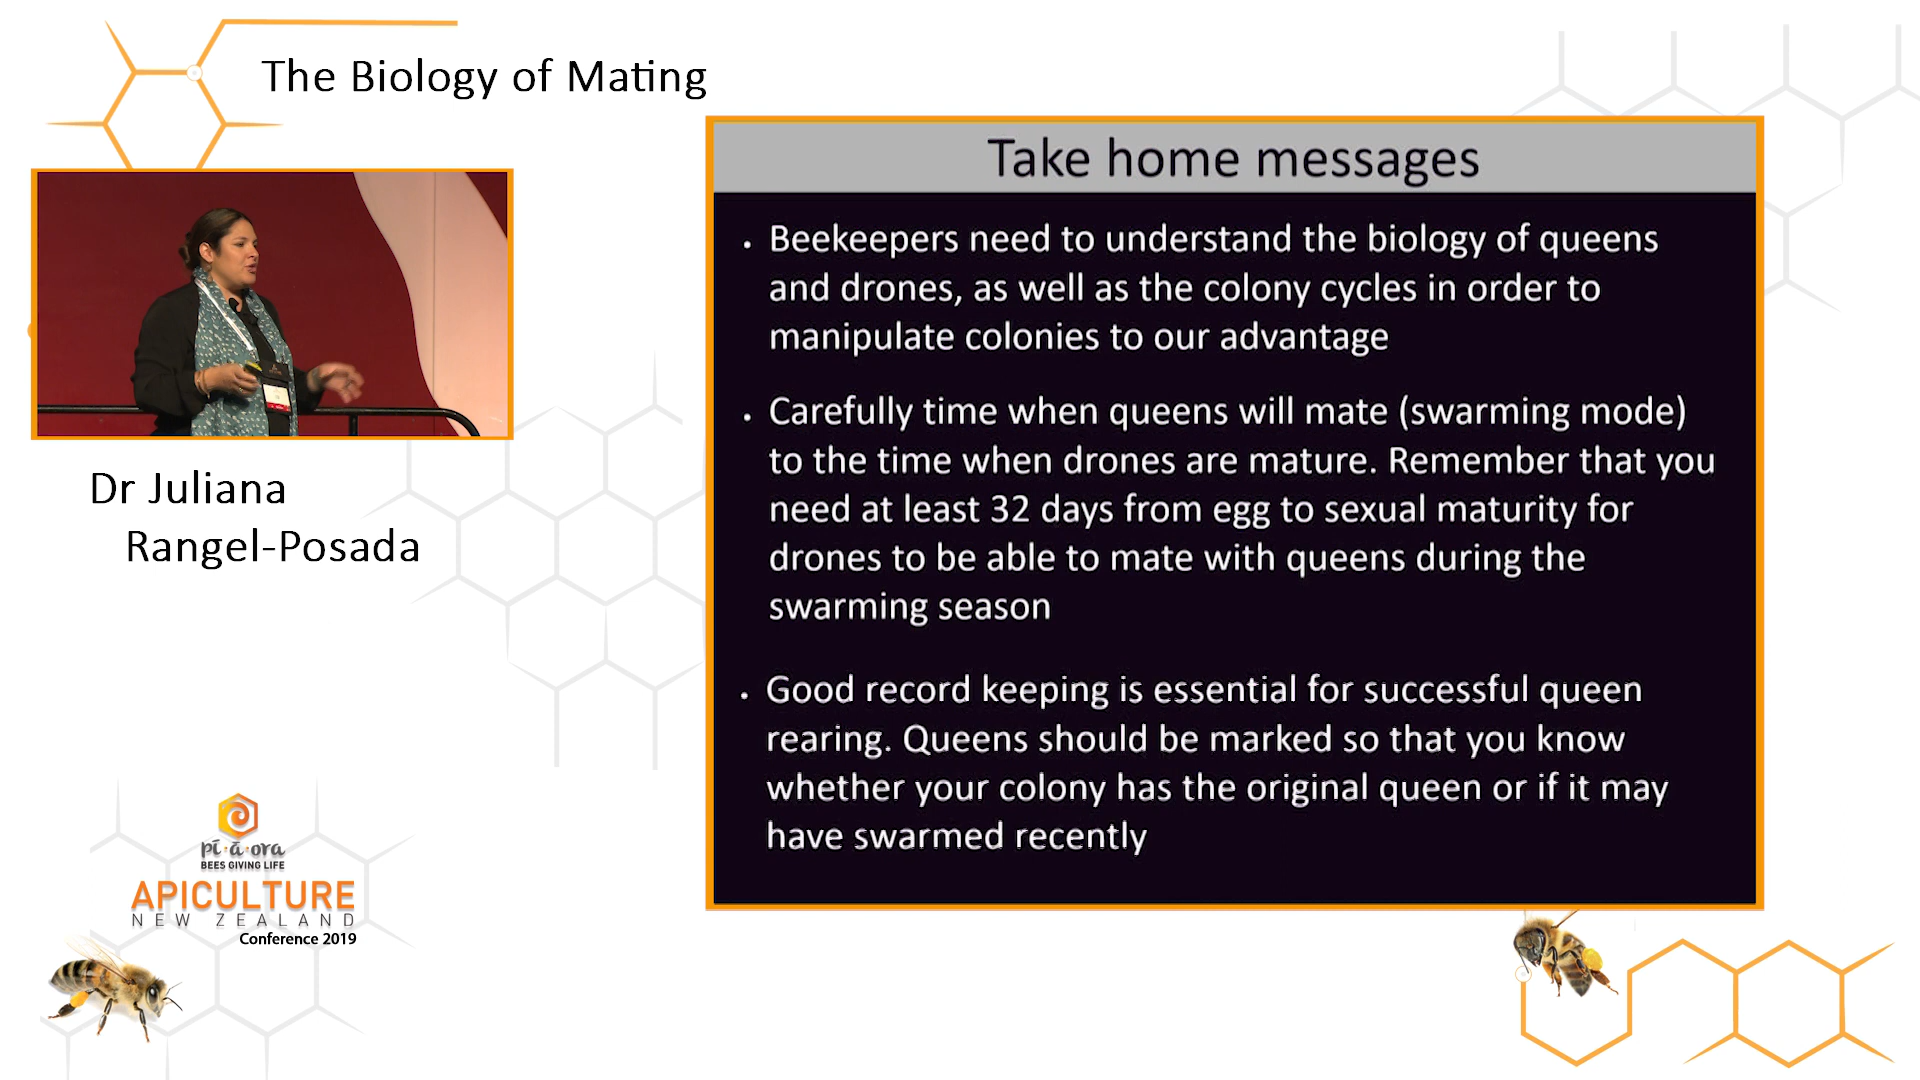 The Biology of Mating
Take home messages
• Beekeepers need to understand the biology of queens
and drones, as well as the colony cycles in order to
manipulate colonies to our advantage
• Carefully time when queens will mate (swarming mode)
to the time when drones are mature. Remember that you
need at least 32 days from egg to sexual maturity for
drones to be able to mate with queens during the
swarming season
• Good record keeping is essential for successful queen
rearing. Queens should be marked so that you know
whether your colony has the original queen or if it may
have swarmed recently
Dr Juliana
Rangel-Posada
pī·ā·ora
BEES GIVING LIFE
APICULTURE
NEW ZEALAND
Conference 2019